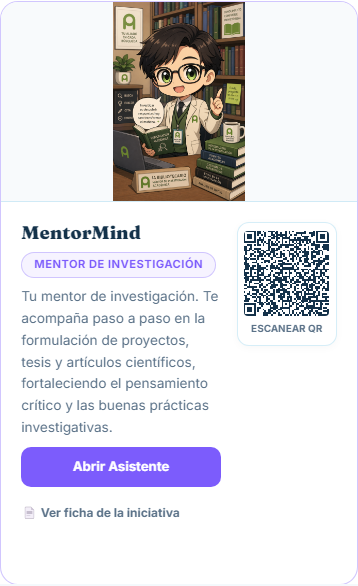 MentorMind
MENTOR DE INVESTIGACIÓN
Tu mentor de investigación. Te
acompaña paso a paso en la
formulación de proyectos,
tesis y artículos científicos,
fortaleciendo el pensamiento
crítico y las buenas prácticas
investigativas.
ESCANEAR QR
Abrir Asistente
Ver ficha de la iniciativa